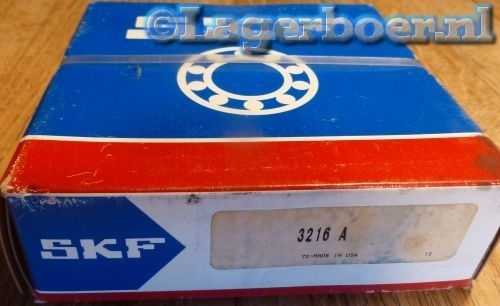 ©Lagerboer.nl
SKF
3216 A
72-MADE IN USA 12